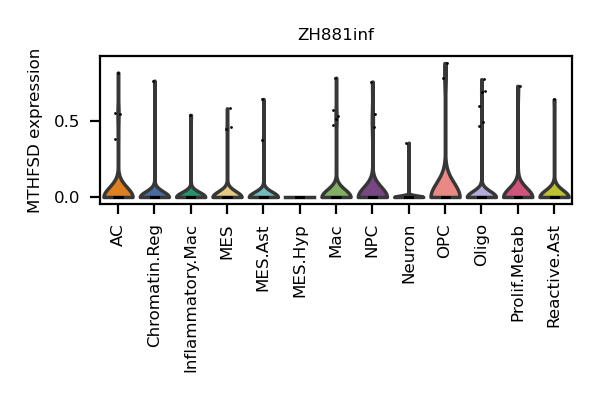 ZH881inf
MTHFSD expression
0.5
0.0
AC
Chromatin.Reg
Inflammatory.Mac
MES
MES.Ast
MES.Hyp
Mac
NPC
Neuron
OPC
Oligo
Prolif.Metab
Reactive.Ast